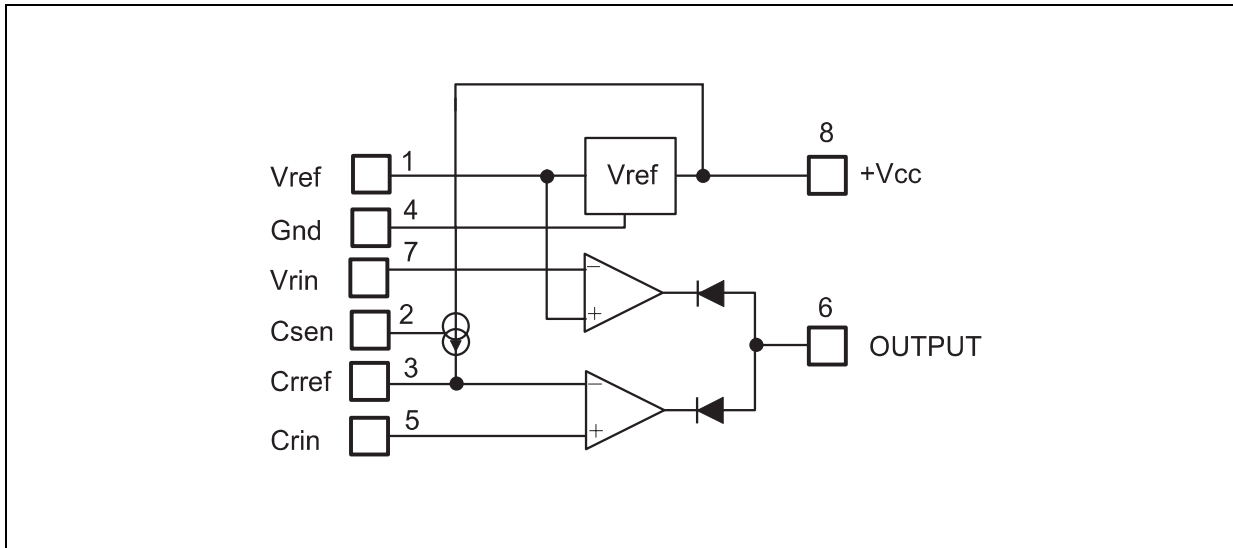 Vref 1
Vref
8
+Vcc
Gnd 4
Vrin 7
−
+
Csen 2
6
OUTPUT
Crref 3
−
Crin 5
+